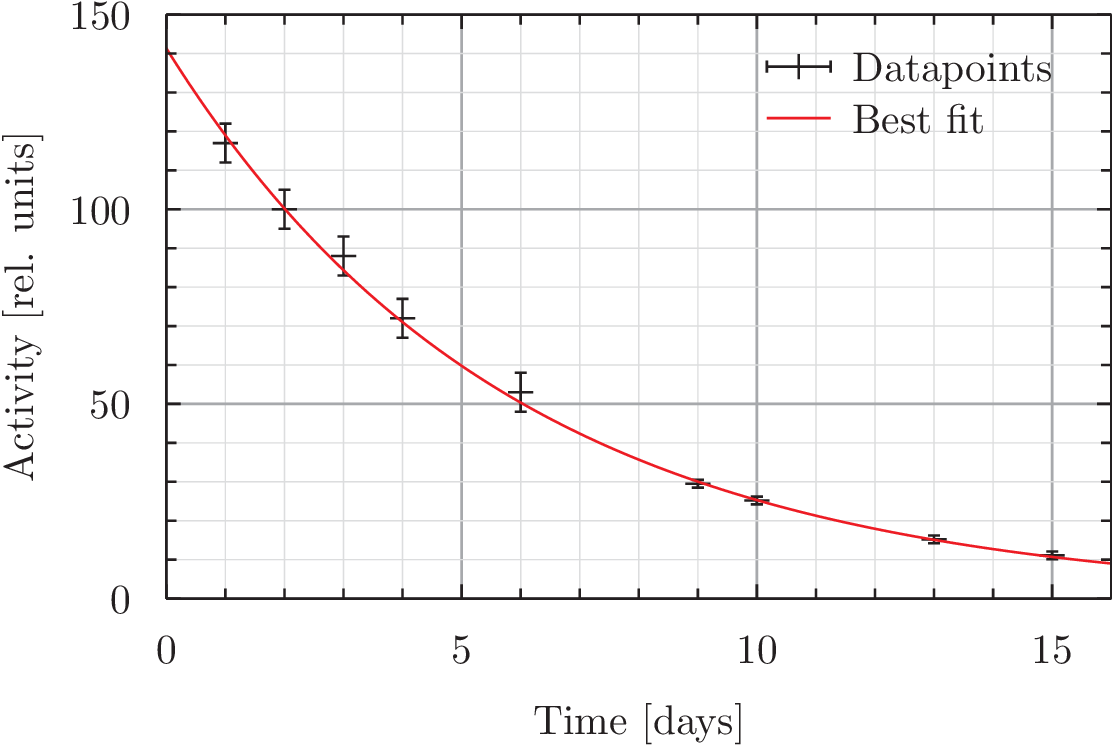 150
100
50
0
0 5 10 15
Activity [rel. units]
Time [days]
Datapoints
Best fit